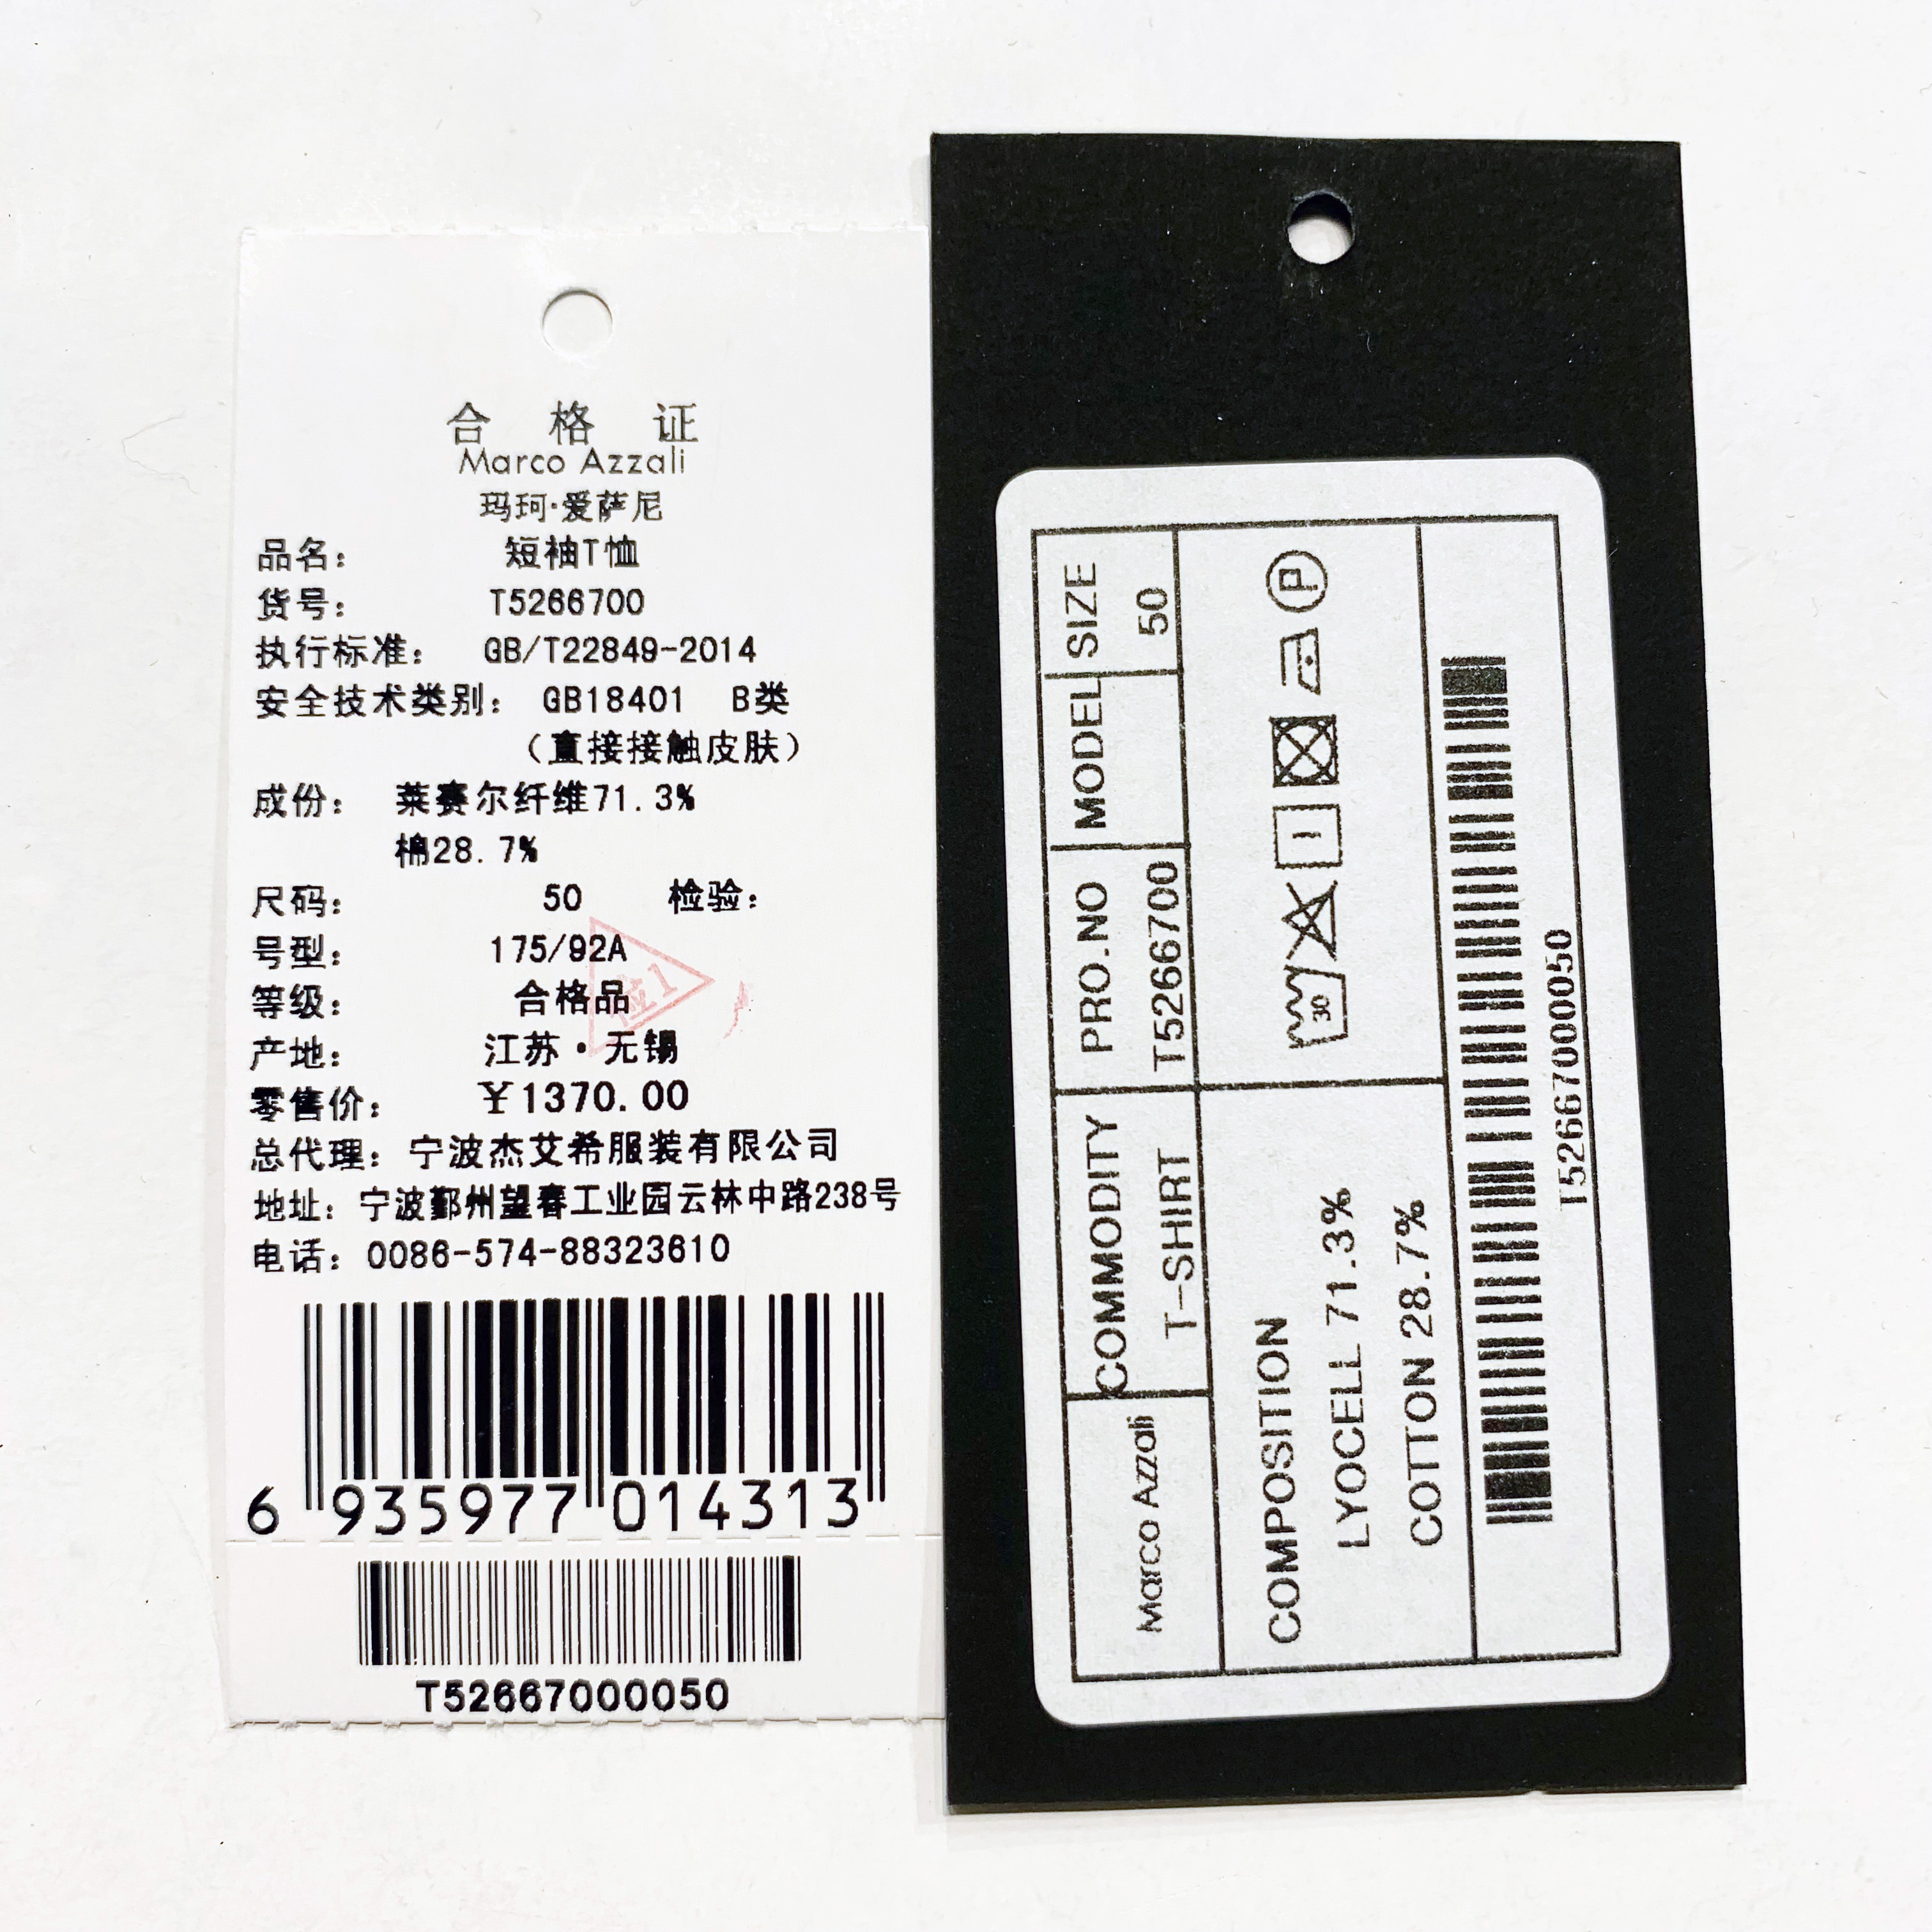 合格证
Marco Azzali
玛珂·爱萨尼
品名： 短袖T恤
货号： T5266700
执行标准： GB/T22849-2014
安全技术类别： GB18401 B类
（直接接触皮肤）
成份： 莱赛尔纤维71.3%
棉28.7%
尺码： 50 检验：
号型： 175/92A
检1
等级： 合格品
产地： 江苏·无锡
零售价： ￥1370.00
总代理： 宁波杰艾希服装有限公司
地址：宁波鄞州望春工业园云林中路238号
电话：0086-574-88323610
6 935977 014313
T52667000050
Marco Azzali
COMMODITY PRO.NO MODEL SIZE
T-SHIRT T5266700 50
COMPOSITION
LYOCELL 71.3%
COTTON 28.7%
30
P
T52667000050